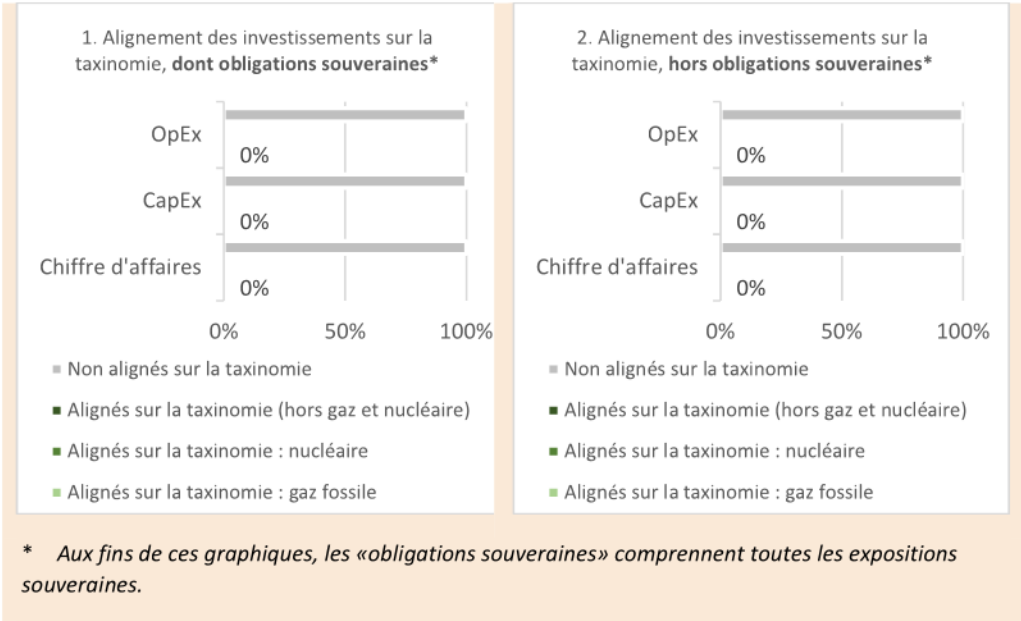 1. Alignement des investissements sur la
taxinomie, dont obligations souveraines*
OpEx
0%
CapEx
0%
Chiffre d'affaires
0%
0% 50% 100%
Non alignés sur la taxinomie
Alignés sur la taxinomie (hors gaz et nucléaire)
Alignés sur la taxinomie : nucléaire
Alignés sur la taxinomie : gaz fossile
2. Alignement des investissements sur la
taxinomie, hors obligations souveraines*
OpEx
0%
CapEx
0%
Chiffre d'affaires
0%
0% 50% 100%
Non alignés sur la taxinomie
Alignés sur la taxinomie (hors gaz et nucléaire)
Alignés sur la taxinomie : nucléaire
Alignés sur la taxinomie : gaz fossile
* Aux fins de ces graphiques, les «obligations souveraines» comprennent toutes les expositions
souveraines.